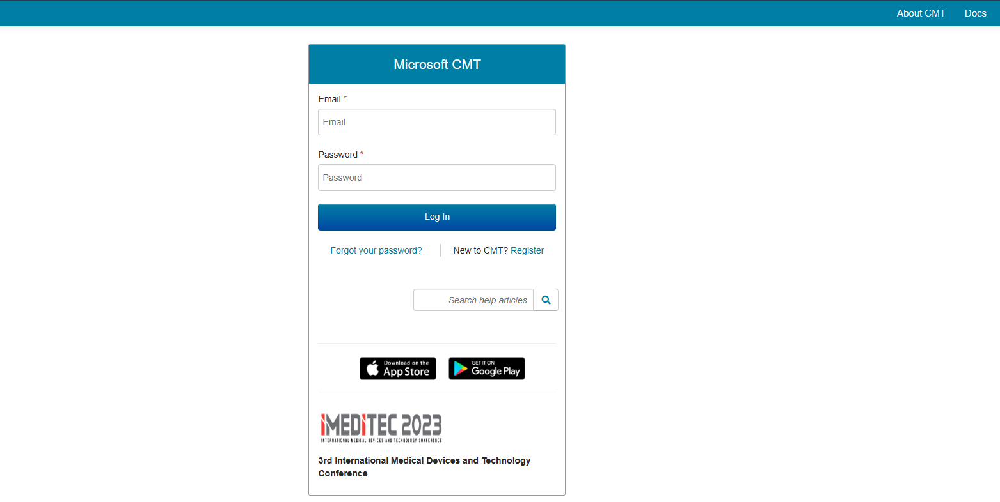 About CMT Docs
Microsoft CMT
Email *
Email
Password *
Password
Log In
Forgot your password? New to CMT? Register
Search help articles
Download on the
App Store
GET IT ON
Google Play
iMEDiTEC 2023
INTERNATIONAL MEDICAL DEVICES AND TECHNOLOGY CONFERENCE
3rd International Medical Devices and Technology
Conference